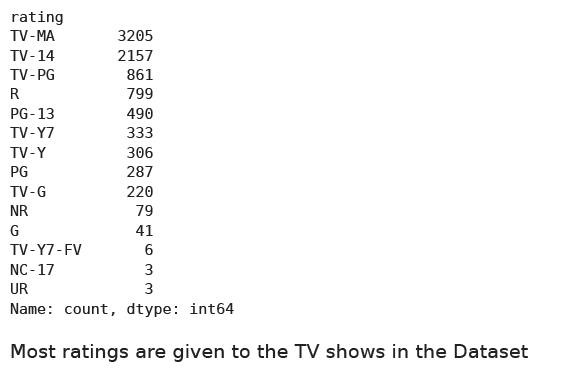 rating
TV-MA       3205
TV-14       2157
TV-PG        861
R            799
PG-13        490
TV-Y7        333
TV-Y         306
PG           287
TV-G         220
NR            79
G             41
TV-Y7-FV       6
NC-17          3
UR             3
Name: count, dtype: int64
Most ratings are given to the TV shows in the Dataset